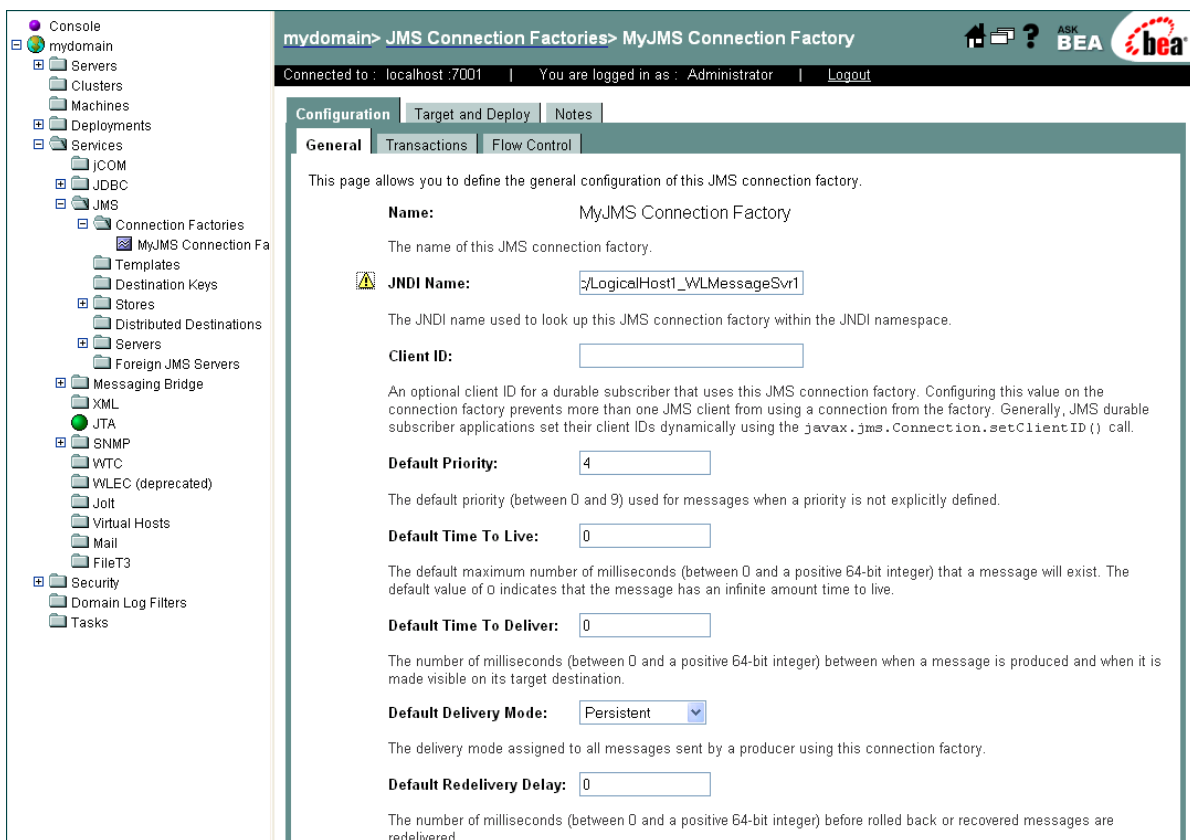 Console
mydomain
Servers
Clusters
Machines
Deployments
Services
jCOM
JDBC
JMS
Connection Factories
MyJMS Connection Fa
Templates
Destination Keys
Stores
Distributed Destinations
Servers
Foreign JMS Servers
Messaging Bridge
XML
JTA
SNMP
WTC
WLEC (deprecated)
Jolt
Virtual Hosts
Mail
FileT3
Security
Domain Log Filters
Tasks
mydomain> JMS Connection Factories> MyJMS Connection Factory
? ASK BEA
bea
Connected to : localhost :7001 | You are logged in as : Administrator | Logout
Configuration Target and Deploy Notes
General Transactions Flow Control
This page allows you to define the general configuration of this JMS connection factory.
Name: MyJMS Connection Factory
The name of this JMS connection factory.
JNDI Name: /LogicalHost1_WLMessageSvr1
The JNDI name used to look up this JMS connection factory within the JNDI namespace.
Client ID:
An optional client ID for a durable subscriber that uses this JMS connection factory. Configuring this value on the
connection factory prevents more than one JMS client from using a connection from the factory. Generally, JMS durable
subscriber applications set their client IDs dynamically using the javax.jms.Connection.setClientID() call.
Default Priority: 4
The default priority (between 0 and 9) used for messages when a priority is not explicitly defined.
Default Time To Live: 0
The default maximum number of milliseconds (between 0 and a positive 64-bit integer) that a message will exist. The
default value of 0 indicates that the message has an infinite amount time to live.
Default Time To Deliver: 0
The number of milliseconds (between 0 and a positive 64-bit integer) between when a message is produced and when it is
made visible on its target destination.
Default Delivery Mode: Persistent
The delivery mode assigned to all messages sent by a producer using this connection factory.
Default Redelivery Delay: 0
The number of milliseconds (between 0 and a positive 64-bit integer) before rolled back or recovered messages are
redelivered.